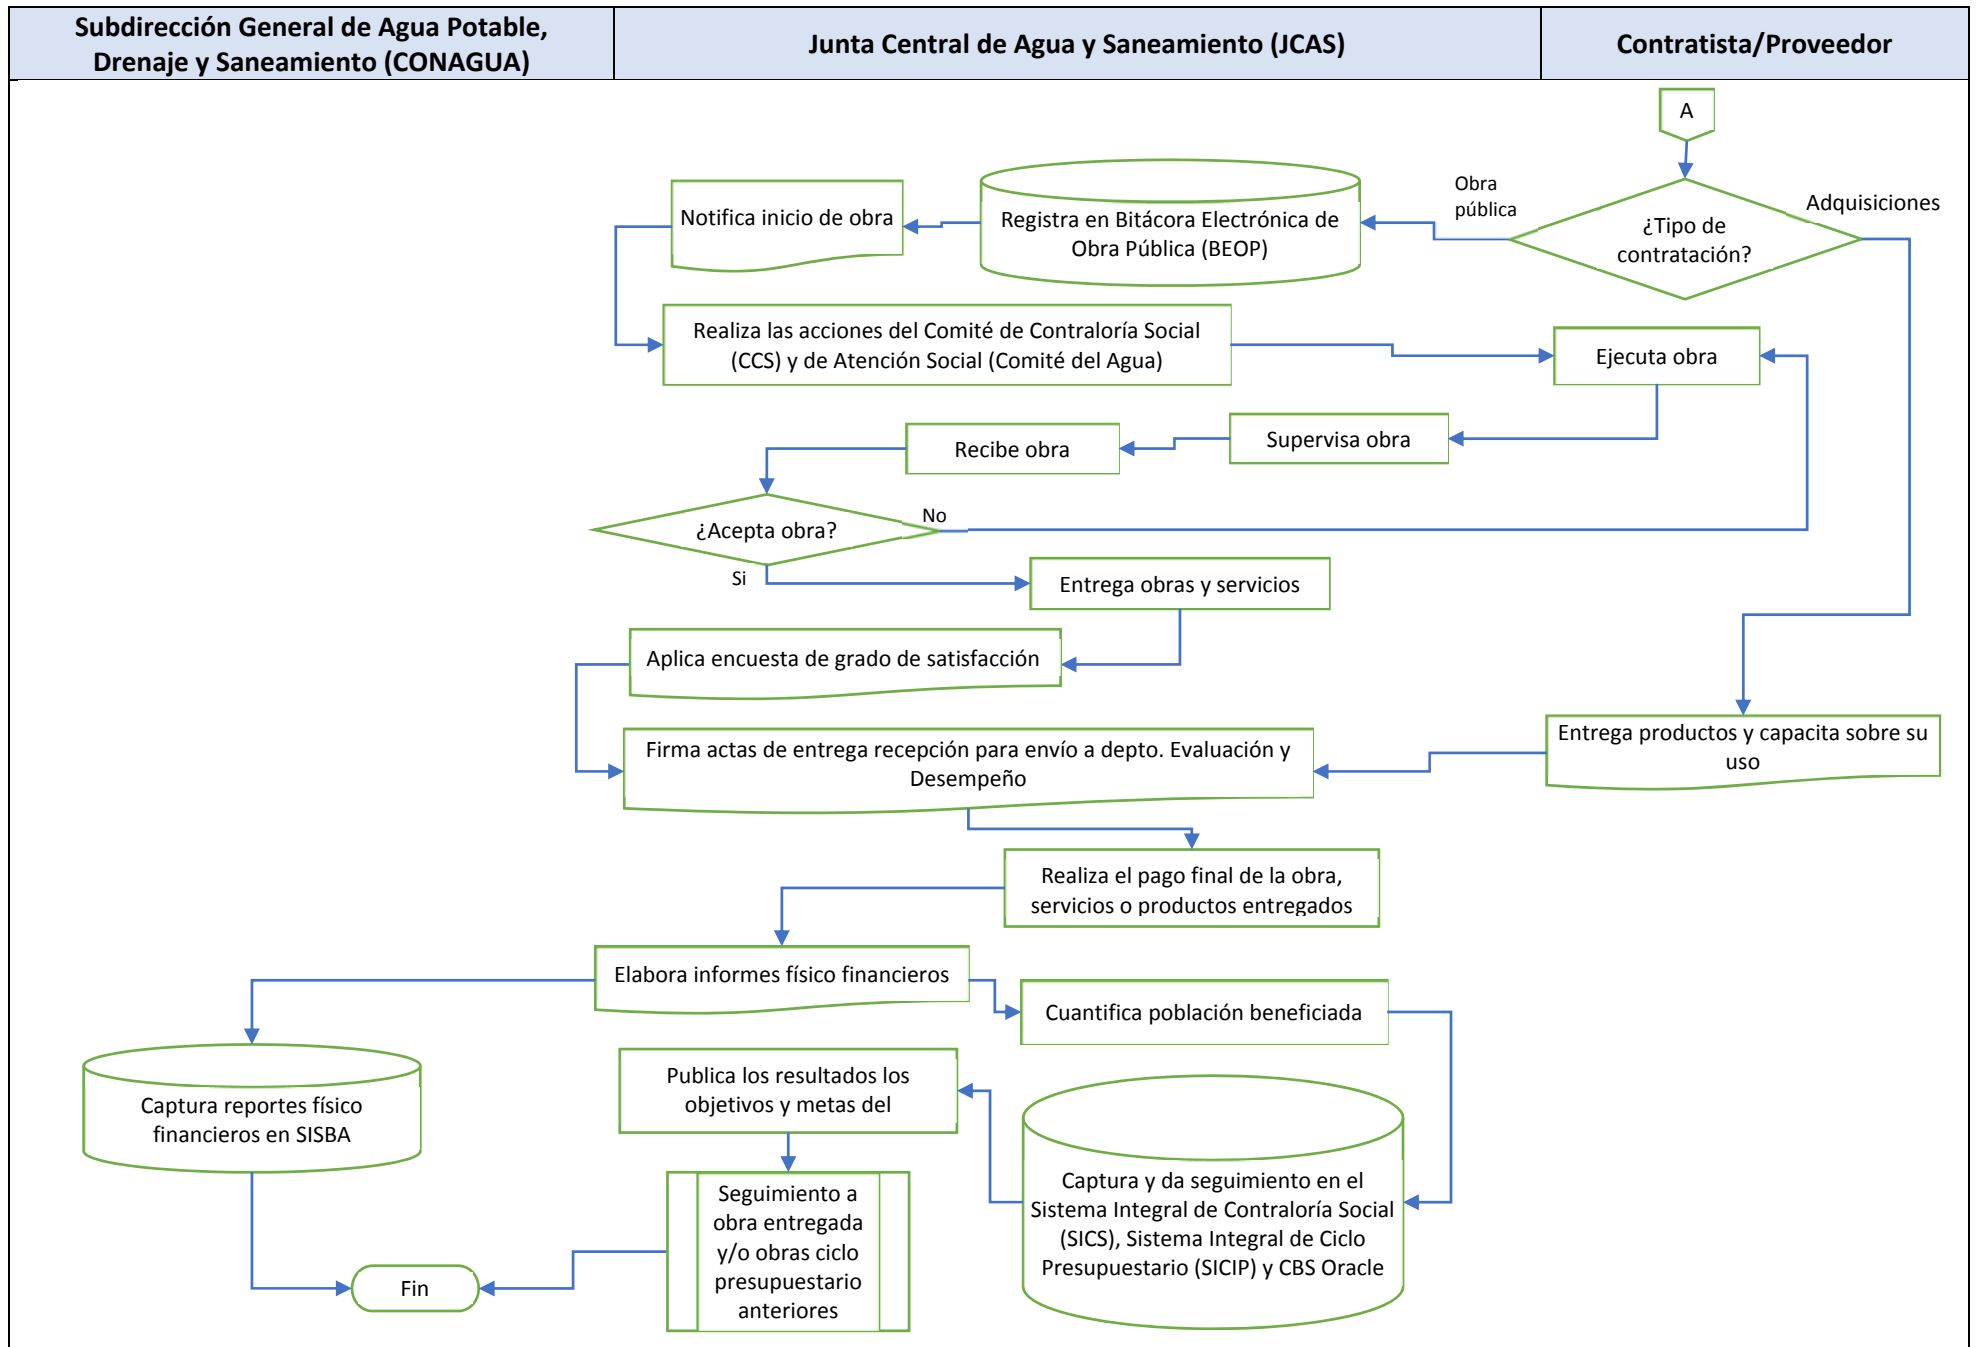 Subdirección General de Agua Potable,
Drenaje y Saneamiento (CONAGUA)
Junta Central de Agua y Saneamiento (JCAS)
Contratista/Proveedor
A
¿Tipo de
contratación?
Obra
pública
Adquisiciones
Registra en Bitácora Electrónica de
Obra Pública (BEOP)
Notifica inicio de obra
Realiza las acciones del Comité de Contraloría Social
(CCS) y de Atención Social (Comité del Agua)
Ejecuta obra
Supervisa obra
Recibe obra
¿Acepta obra?
No
Si
Entrega obras y servicios
Aplica encuesta de grado de satisfacción
Firma actas de entrega recepción para envío a depto. Evaluación y
Desempeño
Entrega productos y capacita sobre su
uso
Realiza el pago final de la obra,
servicios o productos entregados
Elabora informes físico financieros
Cuantifica población beneficiada
Captura reportes físico
financieros en SISBA
Publica los resultados los
objetivos y metas del
Captura y da seguimiento en el
Sistema Integral de Contraloría Social
(SICS), Sistema Integral de Ciclo
Presupuestario (SICIP) y CBS Oracle
Seguimiento a
obra entregada
y/o obras ciclo
presupuestario
anteriores
Fin